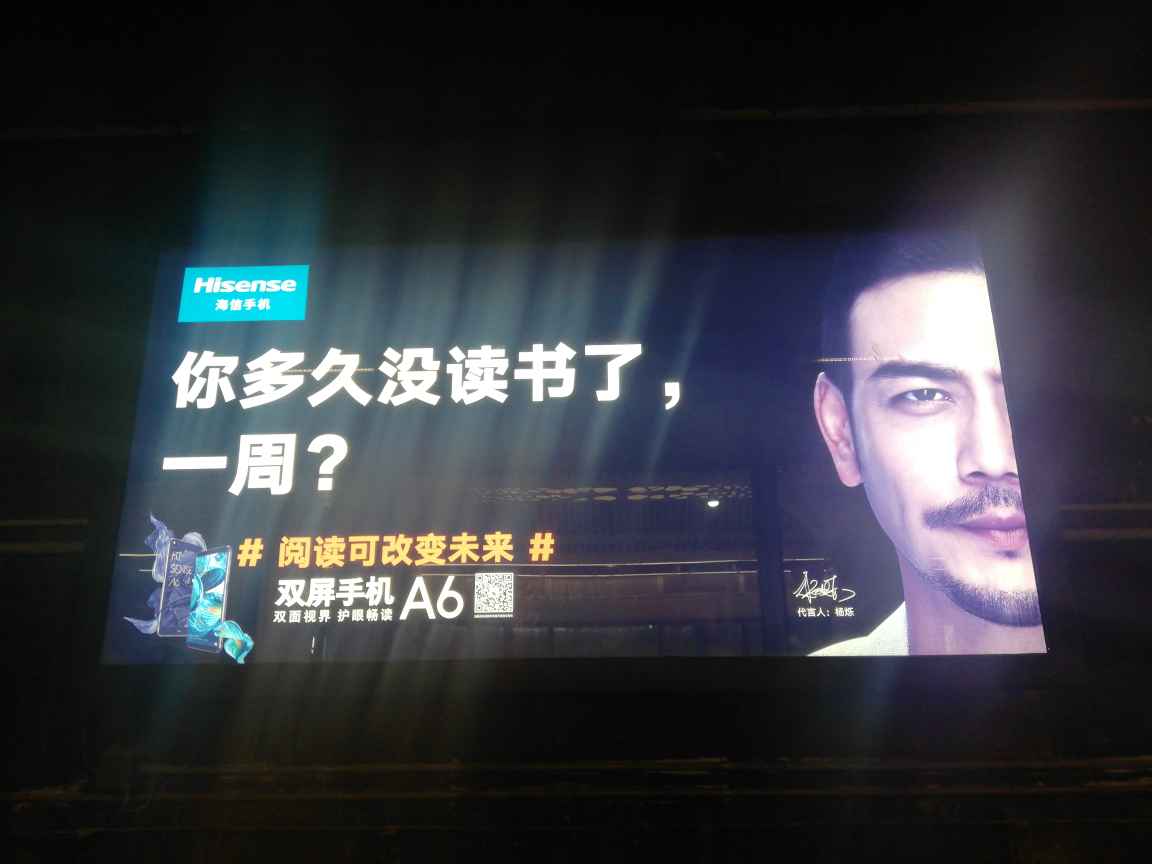 Hisense
海信手机
你多久没读书了，
一周？
# 阅读可改变未来 #
双屏手机 A6
双面视界 护眼畅读
代言人：杨烁